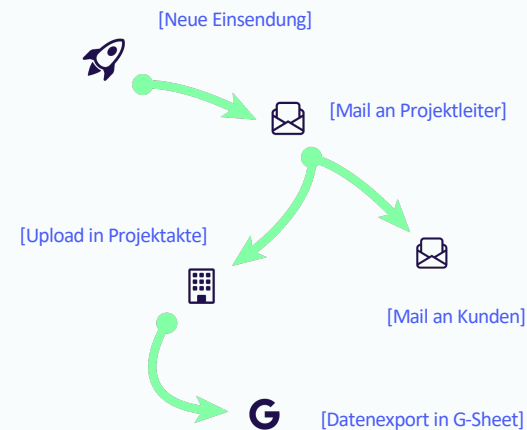 [Neue Einsendung]
[Mail an Projektleiter]
[Upload in Projektakte]
[Mail an Kunden]
[Datenexport in G-Sheet]